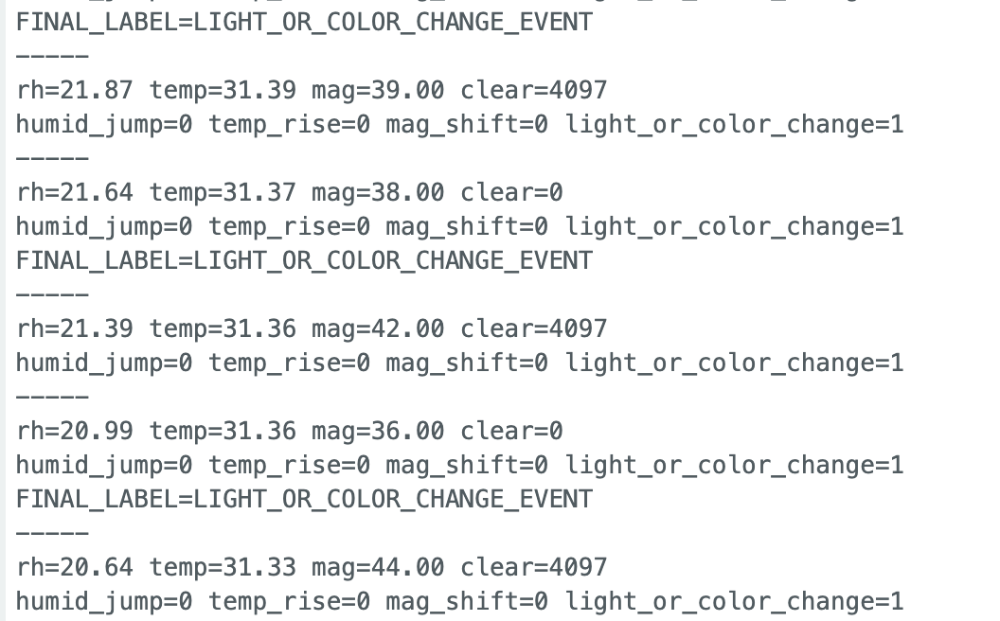 FINAL_LABEL=LIGHT_OR_COLOR_CHANGE_EVENT
-----
rh=21.87 temp=31.39 mag=39.00 clear=4097
humid_jump=0 temp_rise=0 mag_shift=0 light_or_color_change=1
-----
rh=21.64 temp=31.37 mag=38.00 clear=0
humid_jump=0 temp_rise=0 mag_shift=0 light_or_color_change=1
FINAL_LABEL=LIGHT_OR_COLOR_CHANGE_EVENT
-----
rh=21.39 temp=31.36 mag=42.00 clear=4097
humid_jump=0 temp_rise=0 mag_shift=0 light_or_color_change=1
-----
rh=20.99 temp=31.36 mag=36.00 clear=0
humid_jump=0 temp_rise=0 mag_shift=0 light_or_color_change=1
FINAL_LABEL=LIGHT_OR_COLOR_CHANGE_EVENT
-----
rh=20.64 temp=31.33 mag=44.00 clear=4097
humid_jump=0 temp_rise=0 mag_shift=0 light_or_color_change=1